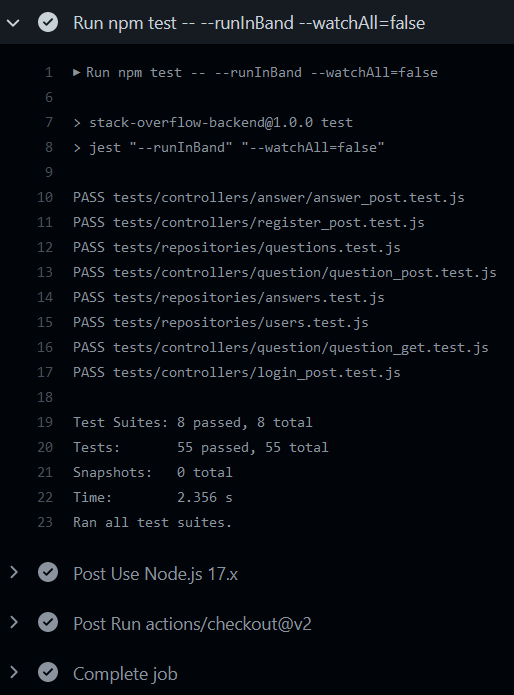 Run npm test -- --runInBand --watchAll=false
1 ▶ Run npm test -- --runInBand --watchAll=false
6
7 > stack-overflow-backend@1.0.0 test
8 > jest "--runInBand" "--watchAll=false"
9
10 PASS tests/controllers/answer/answer_post.test.js
11 PASS tests/controllers/register_post.test.js
12 PASS tests/repositories/questions.test.js
13 PASS tests/controllers/question/question_post.test.js
14 PASS tests/repositories/answers.test.js
15 PASS tests/repositories/users.test.js
16 PASS tests/controllers/question/question_get.test.js
17 PASS tests/controllers/login_post.test.js
18
19 Test Suites: 8 passed, 8 total
20 Tests:       55 passed, 55 total
21 Snapshots:   0 total
22 Time:        2.356 s
23 Ran all test suites.
Post Use Node.js 17.x
Post Run actions/checkout@v2
Complete job